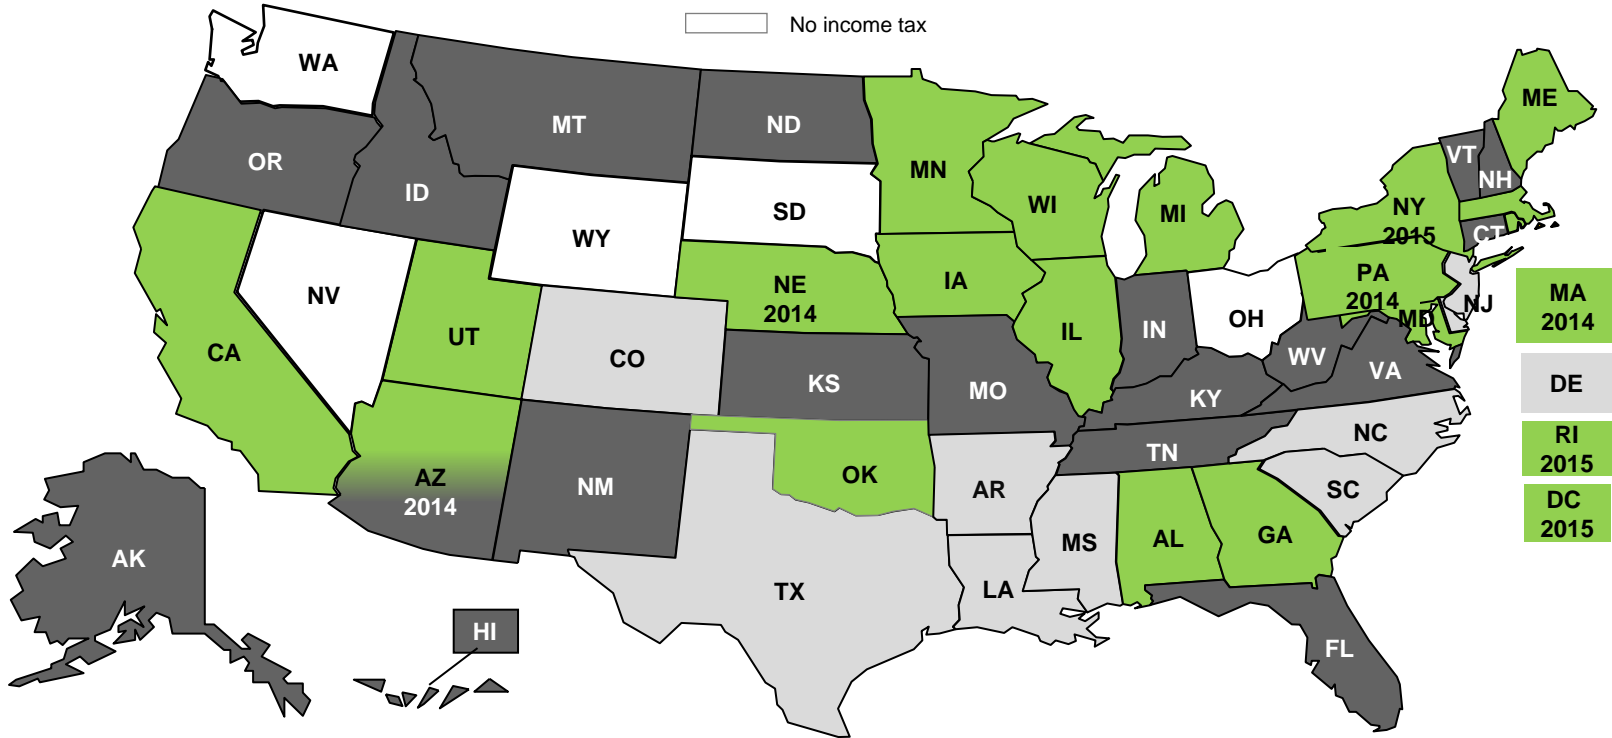 No income tax
WA
MT
ND
ME
OR
ID
MN
VT
NH
SD
WI
MI
NY
2015
CT
WY
NV
NE
2014
IA
PA
2014
NJ
MA
2014
UT
CA
CO
IL
IN
OH
MD
WV
VA
DE
KS
MO
KY
NC
RI
2015
TN
AZ
2014
NM
OK
AR
SC
DC
2015
AK
MS
AL
GA
TX
LA
HI
FL